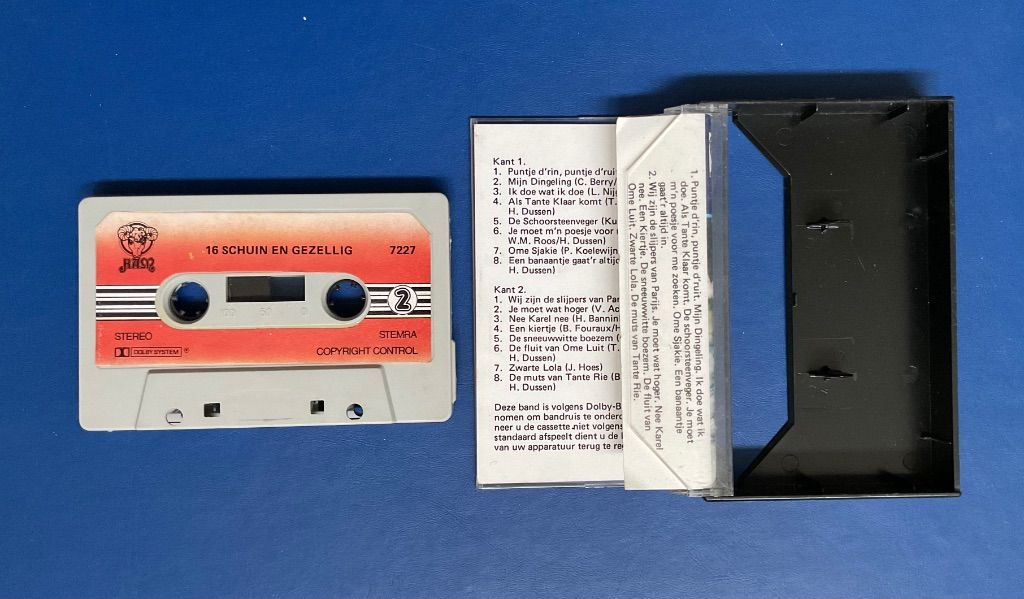 RAM
16 SCHUIN EN GEZELLIG 7227
2
100 50 0
STEREO STEMRA
DOLBY SYSTEM ® COPYRIGHT CONTROL
Kant 1.
1. Puntje d'rin, puntje d'rui
2. Mijn Dingeling (C. Berry/
3. Ik doe wat ik doe (L. Nijg
4. Als Tante Klaar komt (T.
H. Dussen)
5. De Schoorsteenveger (Ku
6. Je moet m'n poesje voor m
W.M. Roos/H. Dussen)
7. Ome Sjakie (P. Koelewijn
8. Een banaantje gaat'r altijd
H. Dussen)
Kant 2.
1. Wij zijn de slijpers van Par
2. Je moet wat hoger (V. Ac
3. Nee Karel nee (H. Bannin
4. Een kiertje (B. Fouraux/H
5. De sneeuwwitte boezem (
6. De fluit van Ome Luit (T.
H. Dussen)
7. Zwarte Lola (J. Hoes)
8. De muts van Tante Rie (B
H. Dussen)
Deze band is volgens Dolby-B
nomen om bandruis te onderd
neer u de cassette niet volgens
standaard afspeelt dient u de
van uw apparatuur terug te reg
1. Puntje d'rin, puntje d'ruit. Mijn Dingeling. Ik doe wat ik
doe. Als Tante Klaar komt. De schoorsteenveger. Je moet
m'n poesje voor me zoeken. Ome Sjakie. Een banaantje
gaat'r altijd in.
2. Wij zijn de slijpers van Parijs. Je moet wat hoger. Nee Karel
nee. Een Kiertje. De sneeuwwitte boezem. De fluit van
Ome Luit. Zwarte Lola. De muts van Tante Rie.